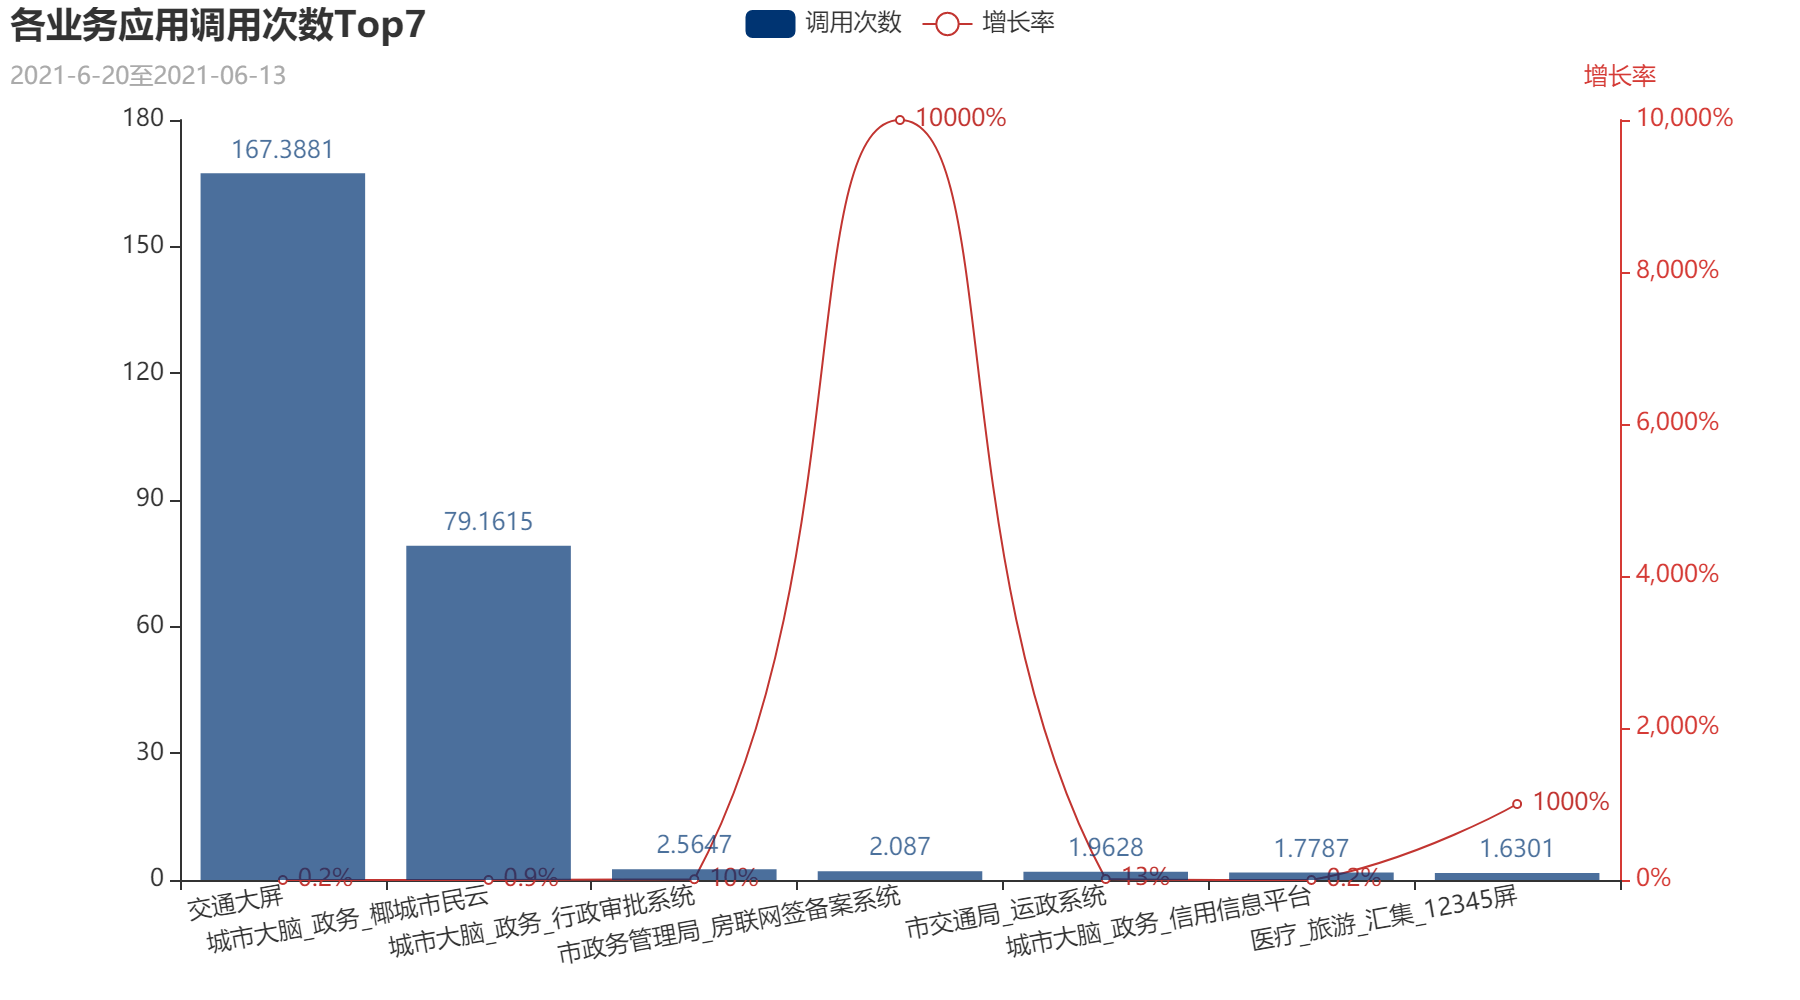 各业务应用调用次数Top7
2021-6-20至2021-06-13
调用次数
增长率
增长率
180
150
120
90
60
30
0
10,000%
8,000%
6,000%
4,000%
2,000%
0%
167.3881
79.1615
2.5647
2.087
1.9628
1.7787
1.6301
0.2%
0.9%
10%
10000%
13%
0.2%
1000%
交通大屏
城市大脑_政务_椰城市民云
城市大脑_政务_行政审批系统
市政务管理局_房联网签备案系统
市交通局_运政系统
城市大脑_政务_信用信息平台
医疗_旅游_汇集_12345屏